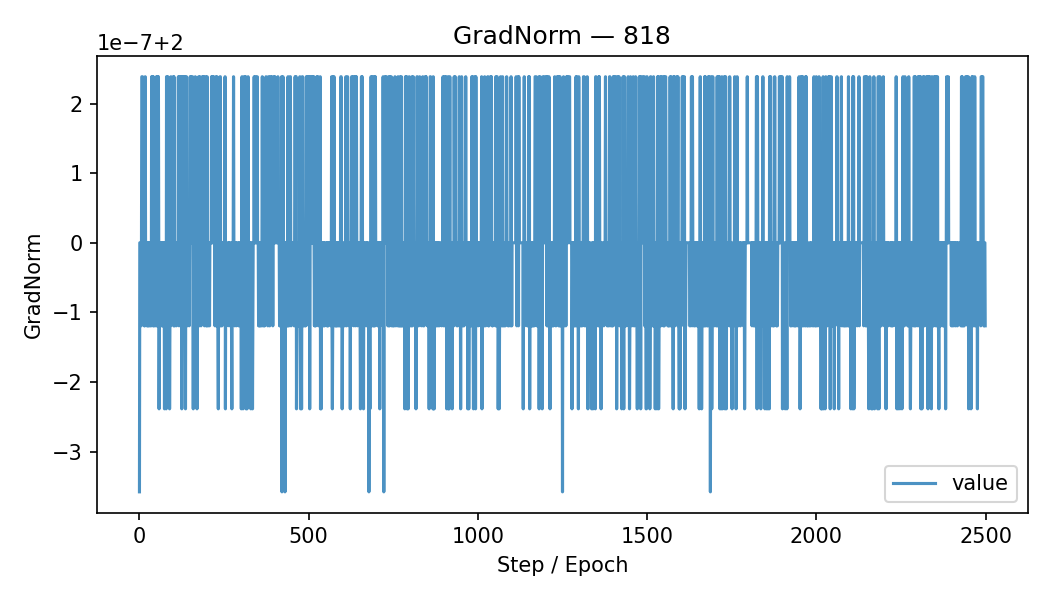 GradNorm — 818
1e−7+2
2
1
0
−1
−2
−3
GradNorm
value
0 500 1000 1500 2000 2500
Step / Epoch